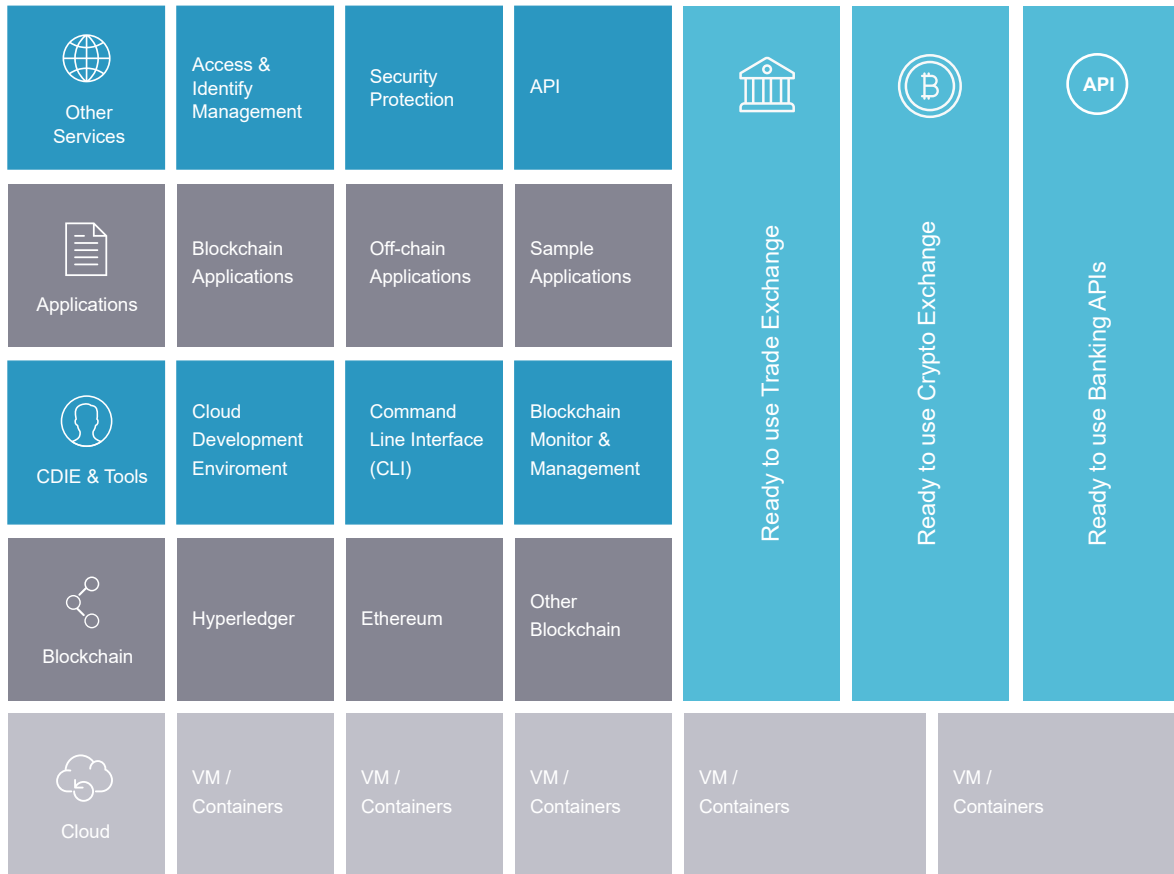 Other
Services
Access &
Identify
Management
Security
Protection
API
API
Applications
Blockchain
Applications
Off-chain
Applications
Sample
Applications
CDIE & Tools
Cloud
Development
Enviroment
Command
Line Interface
(CLI)
Blockchain
Monitor &
Management
Blockchain
Hyperledger
Ethereum
Other
Blockchain
Ready to use Trade Exchange
Ready to use Crypto Exchange
Ready to use Banking APIs
Cloud
VM /
Containers
VM /
Containers
VM /
Containers
VM /
Containers
VM /
Containers